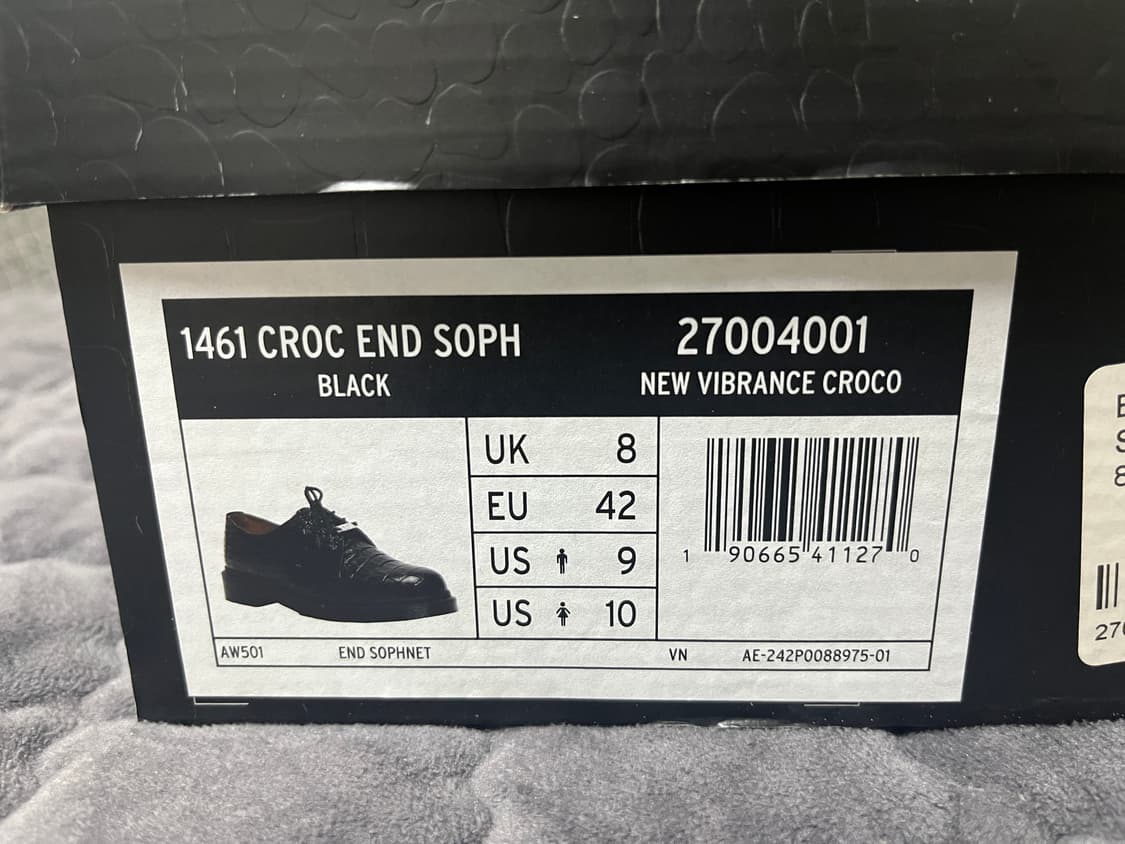 1461 CROC END SOPH
BLACK
27004001
NEW VIBRANCE CROCO
UK 8
EU 42
US 9
US 10
1 90665 41127 0
AW501 END SOPHNET VN AE-242P0088975-01
270